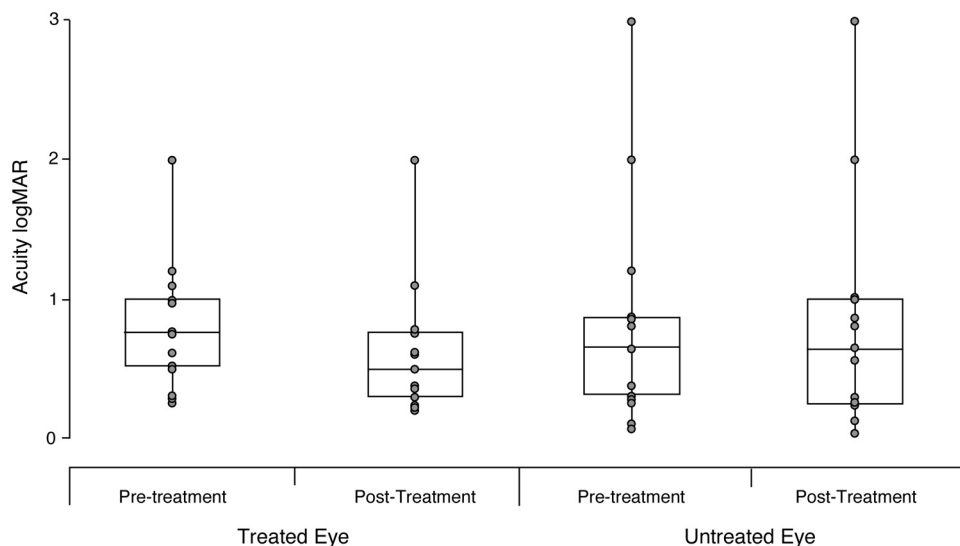 3
2
1
0
Acuity logMAR
Pre-treatment
Post-Treatment
Pre-treatment
Post-Treatment
Treated Eye
Untreated Eye